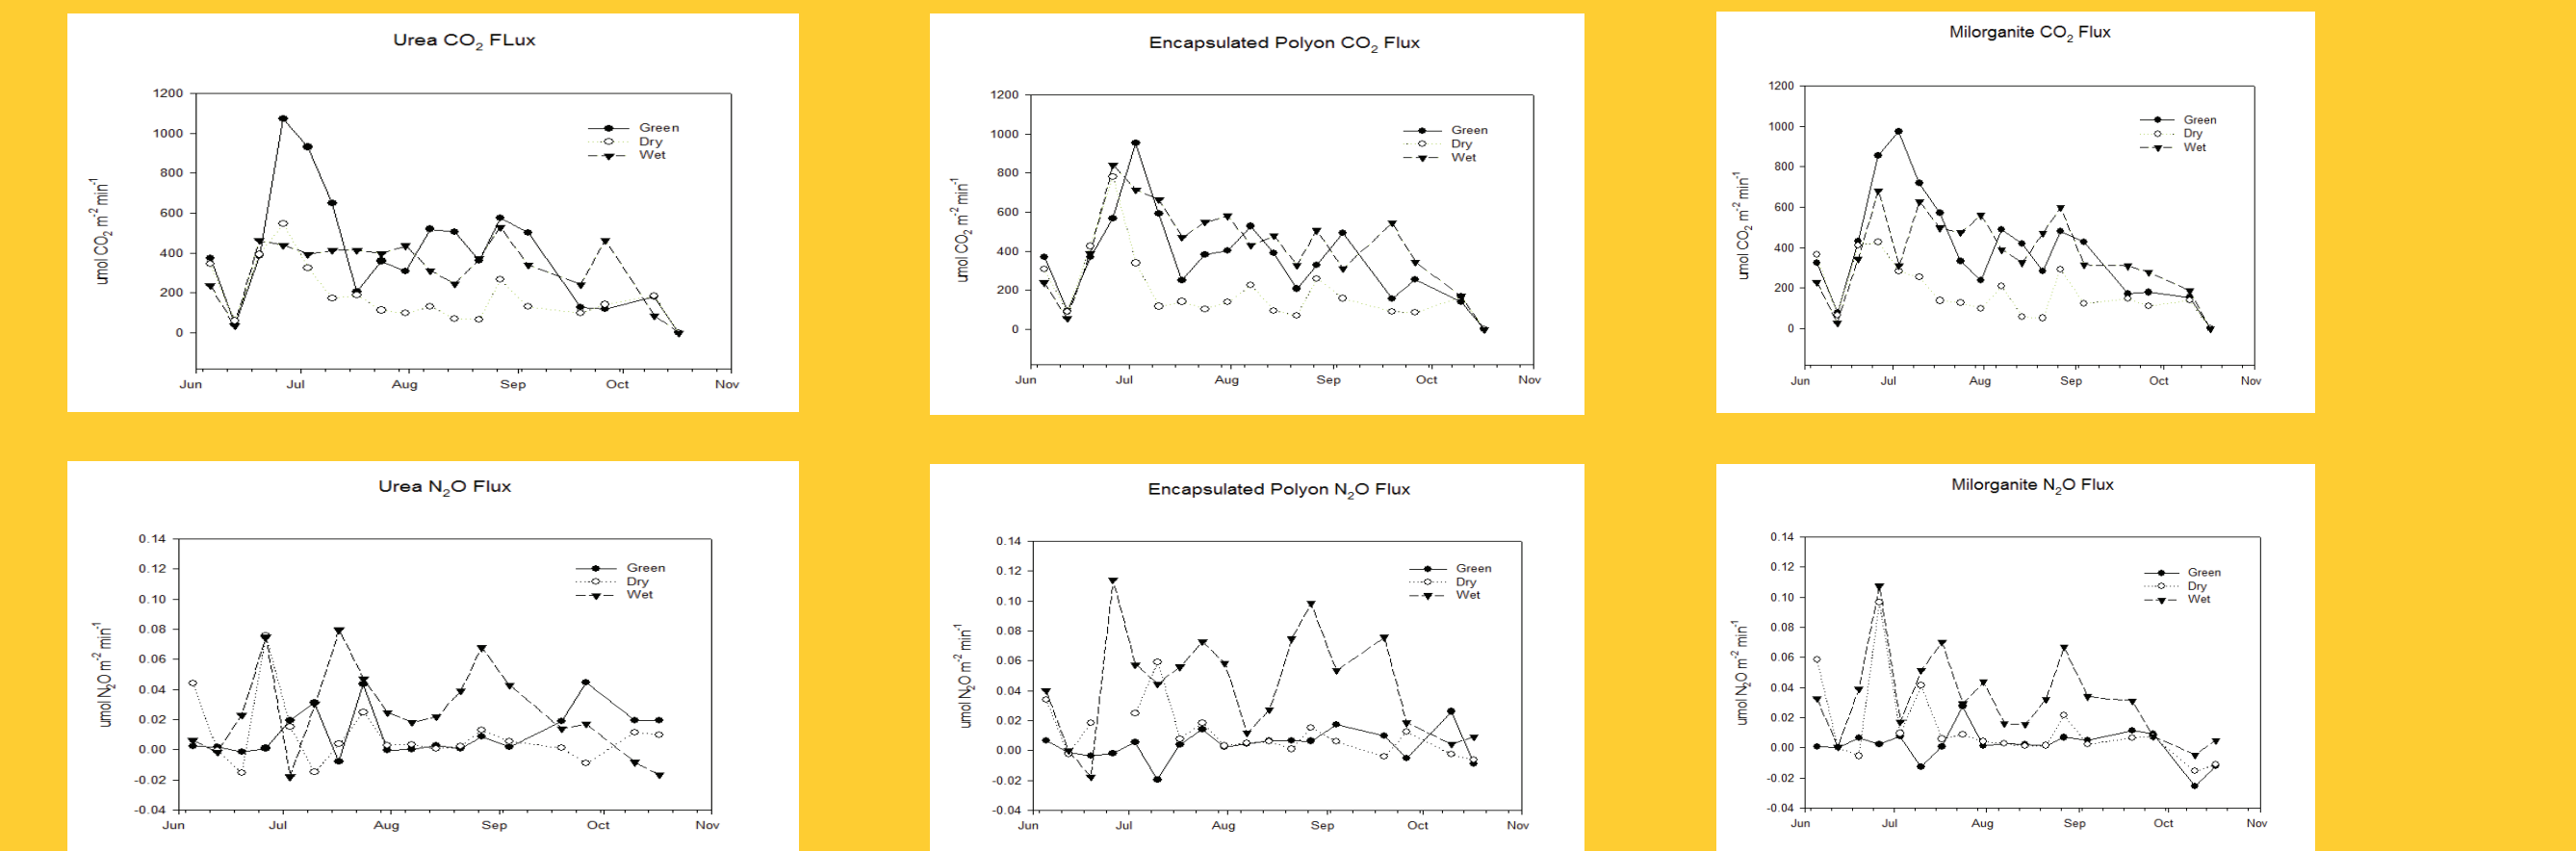 Urea CO₂ FLux
umol CO₂ m⁻² min⁻¹
1200
1000
800
600
400
200
0
Green
Dry
Wet
Jun Jul Aug Sep Oct Nov
Encapsulated Polyon CO₂ Flux
umol CO₂ m⁻² min⁻¹
1200
1000
800
600
400
200
0
Green
Dry
Wet
Jun Jul Aug Sep Oct Nov
Milorganite CO₂ Flux
umol CO₂ m⁻² min⁻¹
1200
1000
800
600
400
200
0
Green
Dry
Wet
Jun Jul Aug Sep Oct Nov
Urea N₂O Flux
umol N₂O m⁻² min⁻¹
0.14
0.12
0.10
0.08
0.06
0.04
0.02
0.00
-0.02
-0.04
Green
Dry
Wet
Jun Jul Aug Sep Oct Nov
Encapsulated Polyon N₂O Flux
umol N₂O m⁻² min⁻¹
0.14
0.12
0.10
0.08
0.06
0.04
0.02
0.00
-0.02
-0.04
Green
Dry
Wet
Jun Jul Aug Sep Oct Nov
Milorganite N₂O Flux
umol N₂O m⁻² min⁻¹
0.14
0.12
0.10
0.08
0.06
0.04
0.02
0.00
-0.02
-0.04
Green
Dry
Wet
Jun Jul Aug Sep Oct Nov